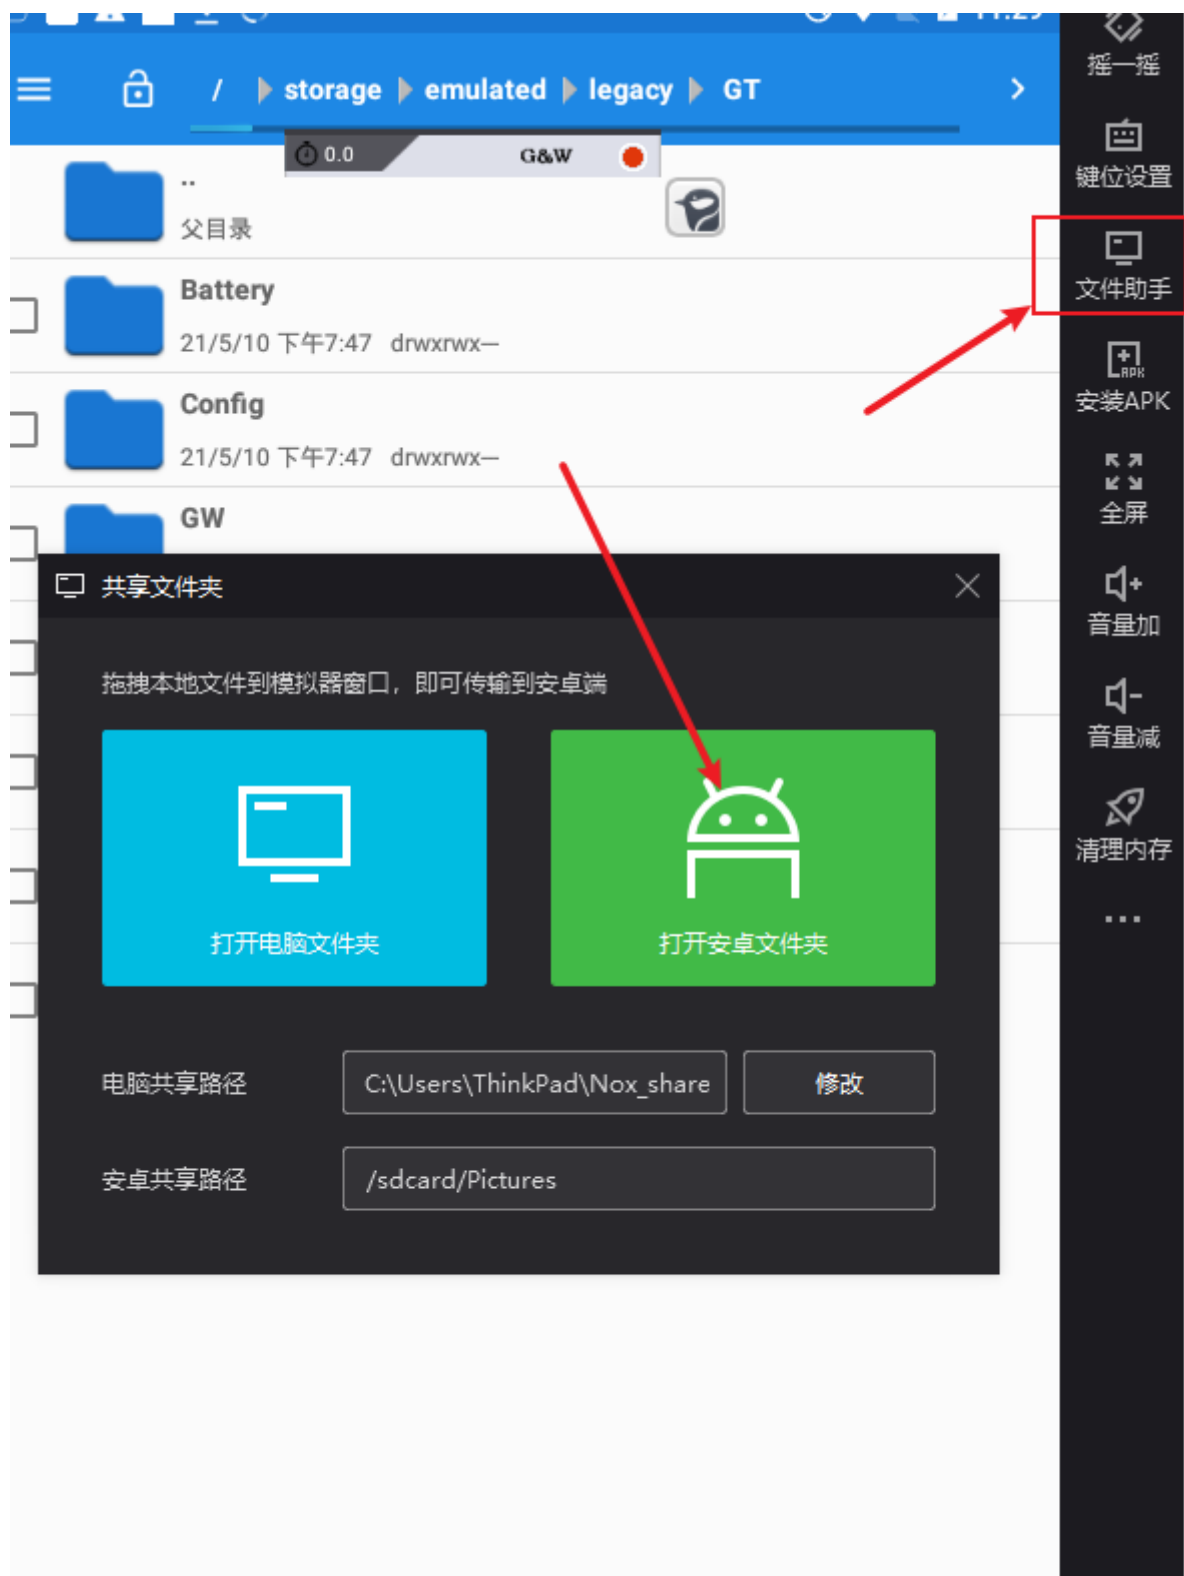 摇一摇
/ storage emulated legacy GT
0.0 G&W
键位设置
..
父目录
文件助手
Battery
21/5/10 下午7:47 drwxrwx—
安装APK
Config
21/5/10 下午7:47 drwxrwx—
全屏
GW
共享文件夹
音量加
拖拽本地文件到模拟器窗口，即可传输到安卓端
音量减
清理内存
打开电脑文件夹
打开安卓文件夹
电脑共享路径
C:\Users\ThinkPad\Nox_share
修改
安卓共享路径
/sdcard/Pictures